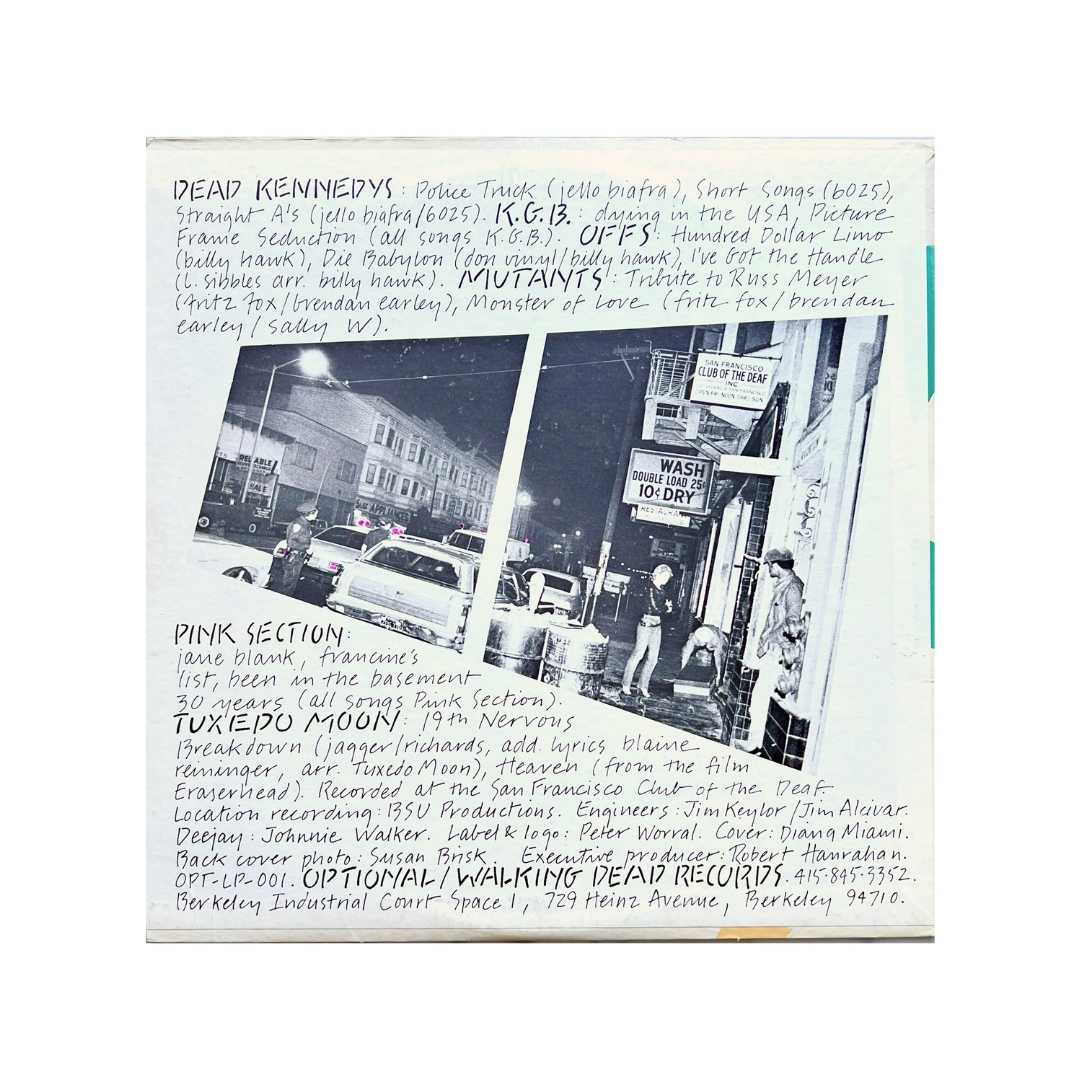 DEAD KENNEDYS: Police Truck (jello biafra), Short Songs (6025),
Straight A's (jello biafra/6025). K.G.B.: dying in the USA, Picture
Frame Seduction (all songs K.G.B.). OFFS: Hundred Dollar Limo
(billy hawk), Die Babylon (don vinyl/billy hawk), I've Got the Handle
(L. sibbles arr. billy hawk). MUTANTS: Tribute to Russ Meyer
(fritz fox/brendan earley), Monster of Love (fritz fox/brendan
earley/sally W).
SAN FRANCISCO
CLUB OF THE DEAF
INC
WASH
DOUBLE LOAD 25¢
10¢ DRY
RESTAURA
RELIABLE
SALE
PINK SECTION:
jane blank, francine's
list, been in the basement
30 years (all songs Pink Section).
TUXEDO MOON: 19th Nervous
Breakdown (jagger/richards, add. lyrics blaine
reininger, arr. Tuxedo Moon), Heaven (from the film
Eraserhead). Recorded at the San Francisco Club of the Deaf.
Location recording: BSU Productions. Engineers: Jim Keylor/Jim Alcivar.
Deejay: Johnnie Walker. Label & logo: Peter Worral. Cover: Diana Miami.
Back cover photo: Susan Brisk. Executive producer: Robert Hanrahan.
OPT-LP-001. OPTIONAL/WALKING DEAD RECORDS. 415·845·3352.
Berkeley Industrial Court Space 1, 729 Heinz Avenue, Berkeley 94710.